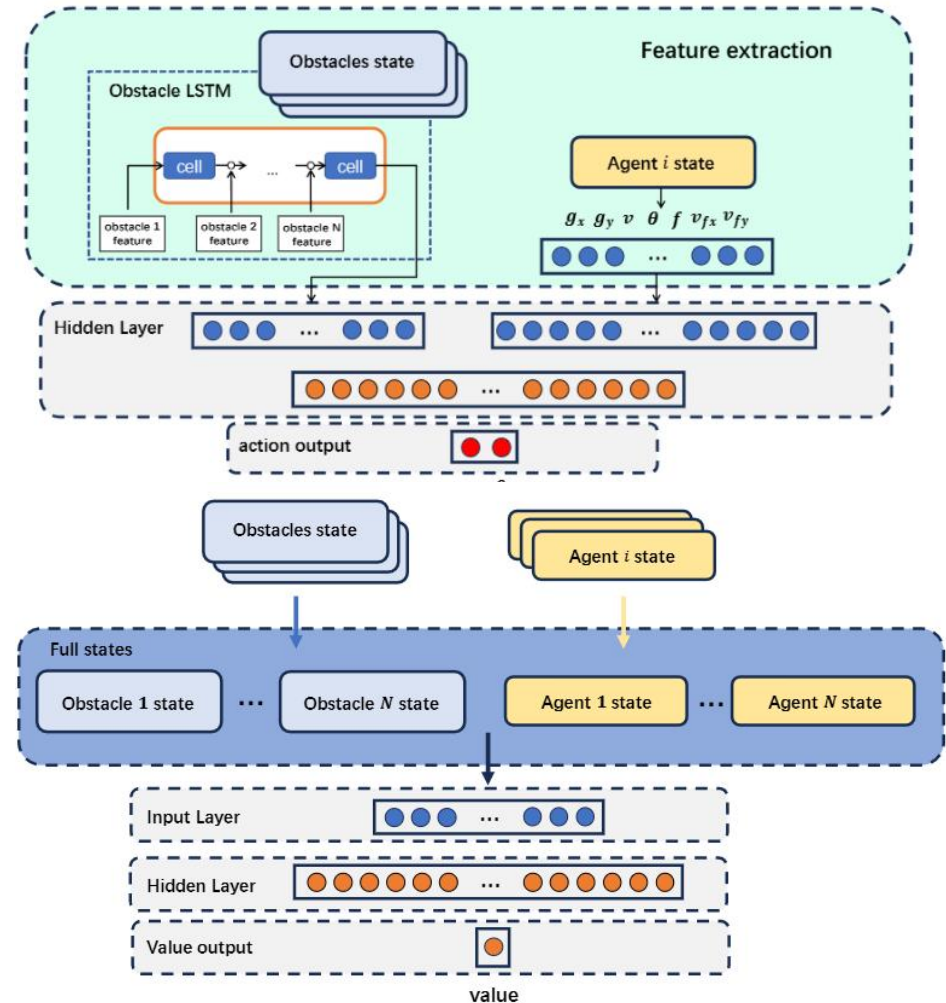 Feature extraction
Obstacles state
Obstacle LSTM
cell
...
cell
obstacle 1
feature
obstacle 2
feature
obstacle N
feature
Agent i state
g_x g_y v θ f v_fx v_fy
...
Hidden Layer
...
...
...
action output
Obstacles state
Agent i state
Full states
Obstacle 1 state
...
Obstacle N state
Agent 1 state
...
Agent N state
Input Layer
...
Hidden Layer
...
Value output
value